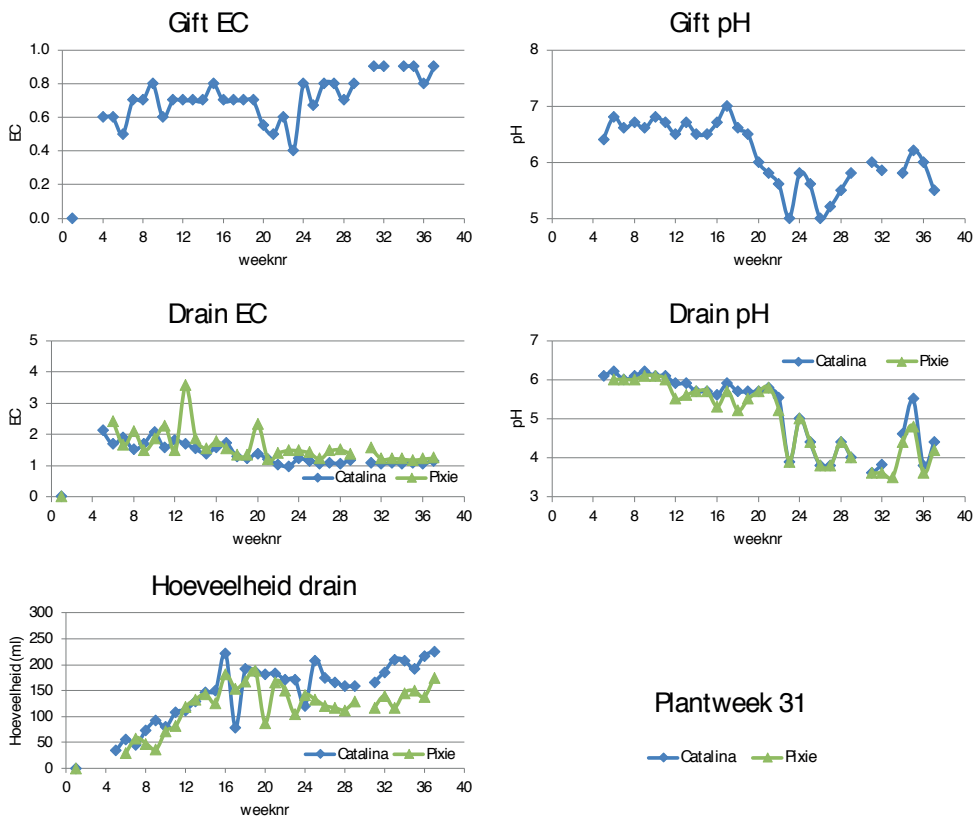 Gift EC
1.0
0.8
0.6
0.4
0.2
0.0
EC
0 4 8 12 16 20 24 28 32 36 40
weeknr
Gift pH
8
7
6
5
pH
0 4 8 12 16 20 24 28 32 36 40
weeknr
Drain EC
5
4
3
2
1
0
EC
Catalina Pixie
0 4 8 12 16 20 24 28 32 36 40
weeknr
Drain pH
7
6
5
4
3
pH
Catalina Pixie
0 4 8 12 16 20 24 28 32 36 40
weeknr
Hoeveelheid drain
300
250
200
150
100
50
0
Hoeveelheid (ml)
Catalina Pixie
0 4 8 12 16 20 24 28 32 36 40
weeknr
Plantweek 31
Catalina Pixie